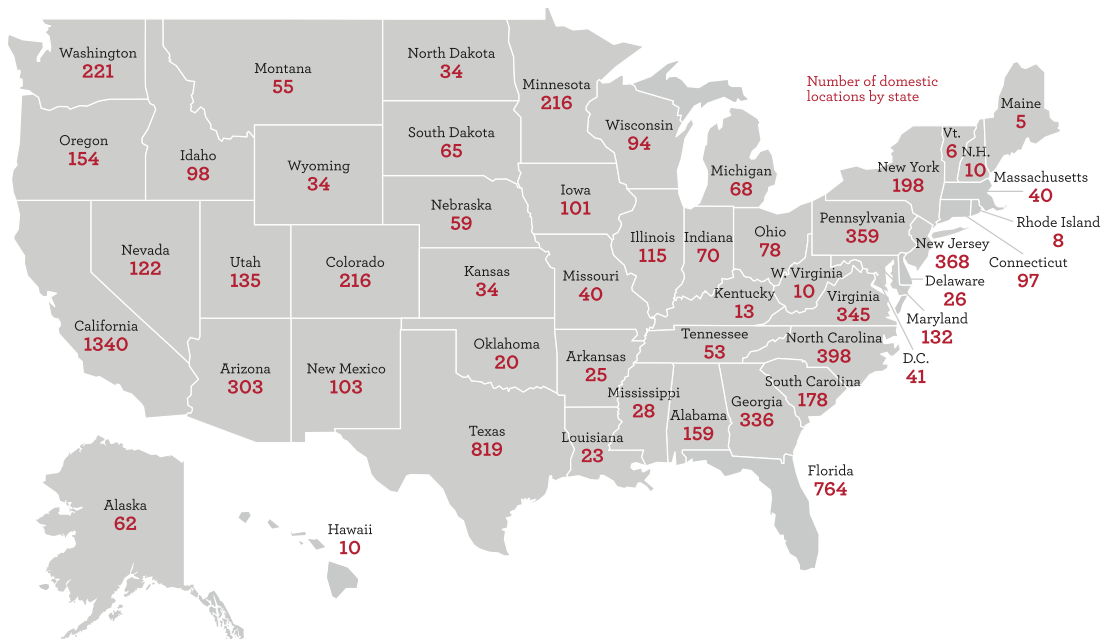 Number of domestic
locations by state
Washington
221
Montana
55
North Dakota
34
Minnesota
216
Wisconsin
94
Maine
5
Vt.
6
N.H.
10
Oregon
154
Idaho
98
Wyoming
34
South Dakota
65
Michigan
68
New York
198
Massachusetts
40
Rhode Island
8
Connecticut
97
Nebraska
59
Iowa
101
Illinois
115
Indiana
70
Ohio
78
Pennsylvania
359
New Jersey
368
Delaware
26
Maryland
132
D.C.
41
Nevada
122
Utah
135
Colorado
216
Kansas
34
Missouri
40
Kentucky
13
W. Virginia
10
Virginia
345
California
1340
Arizona
303
New Mexico
103
Oklahoma
20
Arkansas
25
Tennessee
53
North Carolina
398
South Carolina
178
Mississippi
28
Alabama
159
Georgia
336
Texas
819
Louisiana
23
Florida
764
Alaska
62
Hawaii
10